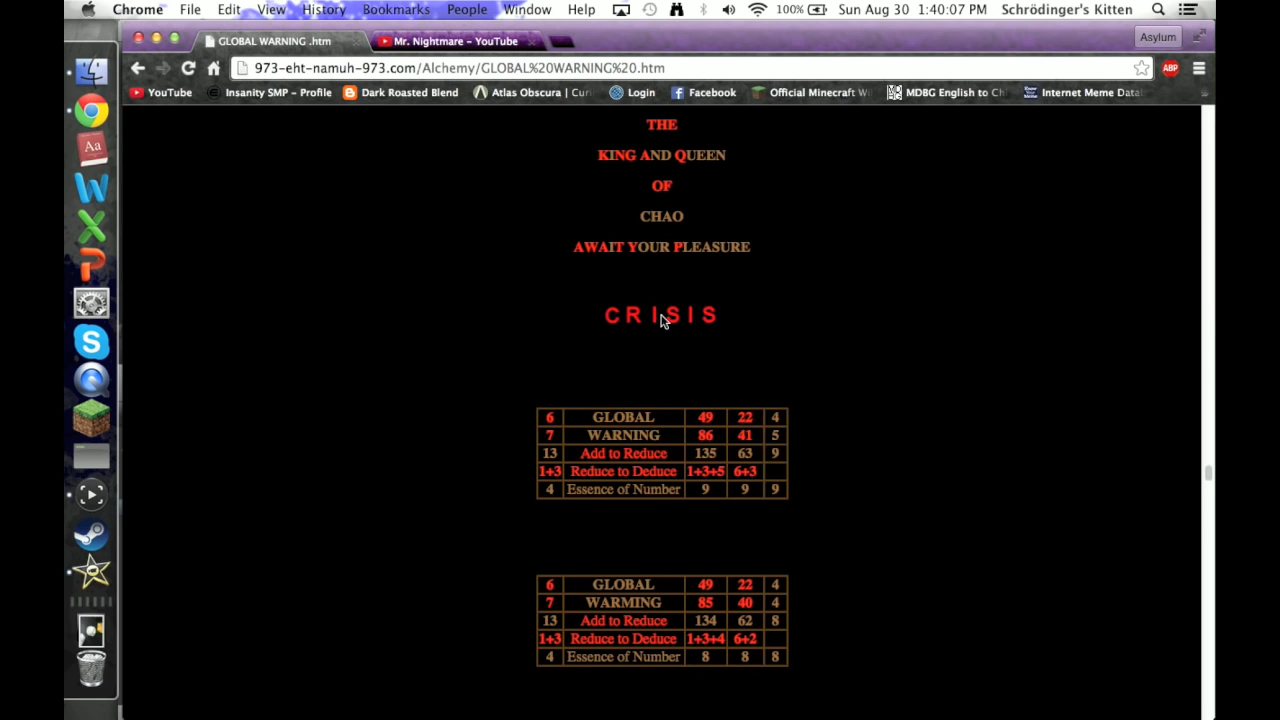 Chrome File Edit View History Bookmarks People Window Help 100% Sun Aug 30 1:40:07 PM Schrödinger's Kitten
GLOBAL WARNING .htm Mr. Nightmare - YouTube Asylum
973-eht-namuh-973.com/Alchemy/GLOBAL%20WARNING%20.htm ABP
YouTube Insanity SMP - Profile Dark Roasted Blend Atlas Obscura | Cur Login Facebook Official Minecraft W MDBG English to Ch Internet Meme Data
THE
KING AND QUEEN
OF
CHAO
AWAIT YOUR PLEASURE
C R I S I S
6 GLOBAL 49 22 4
7 WARNING 86 41 5
13 Add to Reduce 135 63 9
1+3 Reduce to Deduce 1+3+5 6+3
4 Essence of Number 9 9 9
6 GLOBAL 49 22 4
7 WARMING 85 40 4
13 Add to Reduce 134 62 8
1+3 Reduce to Deduce 1+3+4 6+2
4 Essence of Number 8 8 8